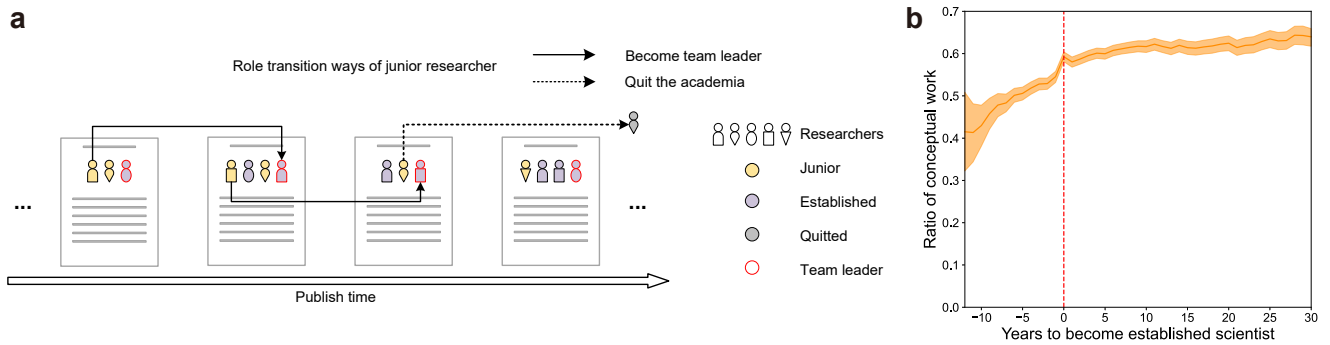 a
Role transition ways of junior researcher
Become team leader
Quit the academia
...
...
Researchers
Junior
Established
Quitted
Team leader
Publish time
b
Ratio of conceptual work
0.7
0.6
0.5
0.4
0.3
0.2
0.1
0.0
−10 −5 0 5 10 15 20 25 30
Years to become established scientist